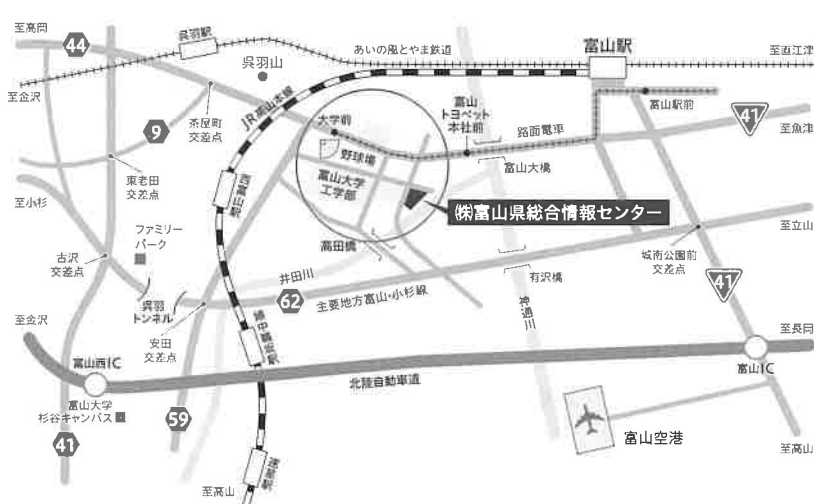 至高岡
44
呉羽駅
あいの風とやま鉄道
富山駅
至直江津
呉羽山
至金沢
JR高山本線
大学前
富山
トヨペット
本社前
路面電車
富山駅前
41
至魚津
9
茶屋町
交差点
野球場
富山大学
工学部
富山大橋
東老田
交差点
西富山駅
至小杉
(株)富山県総合情報センター
ファミリー
パーク
高田橋
至立山
古沢
交差点
井田川
有沢橋
城南公園前
交差点
呉羽
トンネル
62
主要地方富山・小杉線
41
至金沢
安田
交差点
婦中鵜坂駅
神通川
至長岡
富山西IC
北陸自動車道
富山IC
富山大学
杉谷キャンパス
59
41
富山空港
至高山
速星駅
至高山